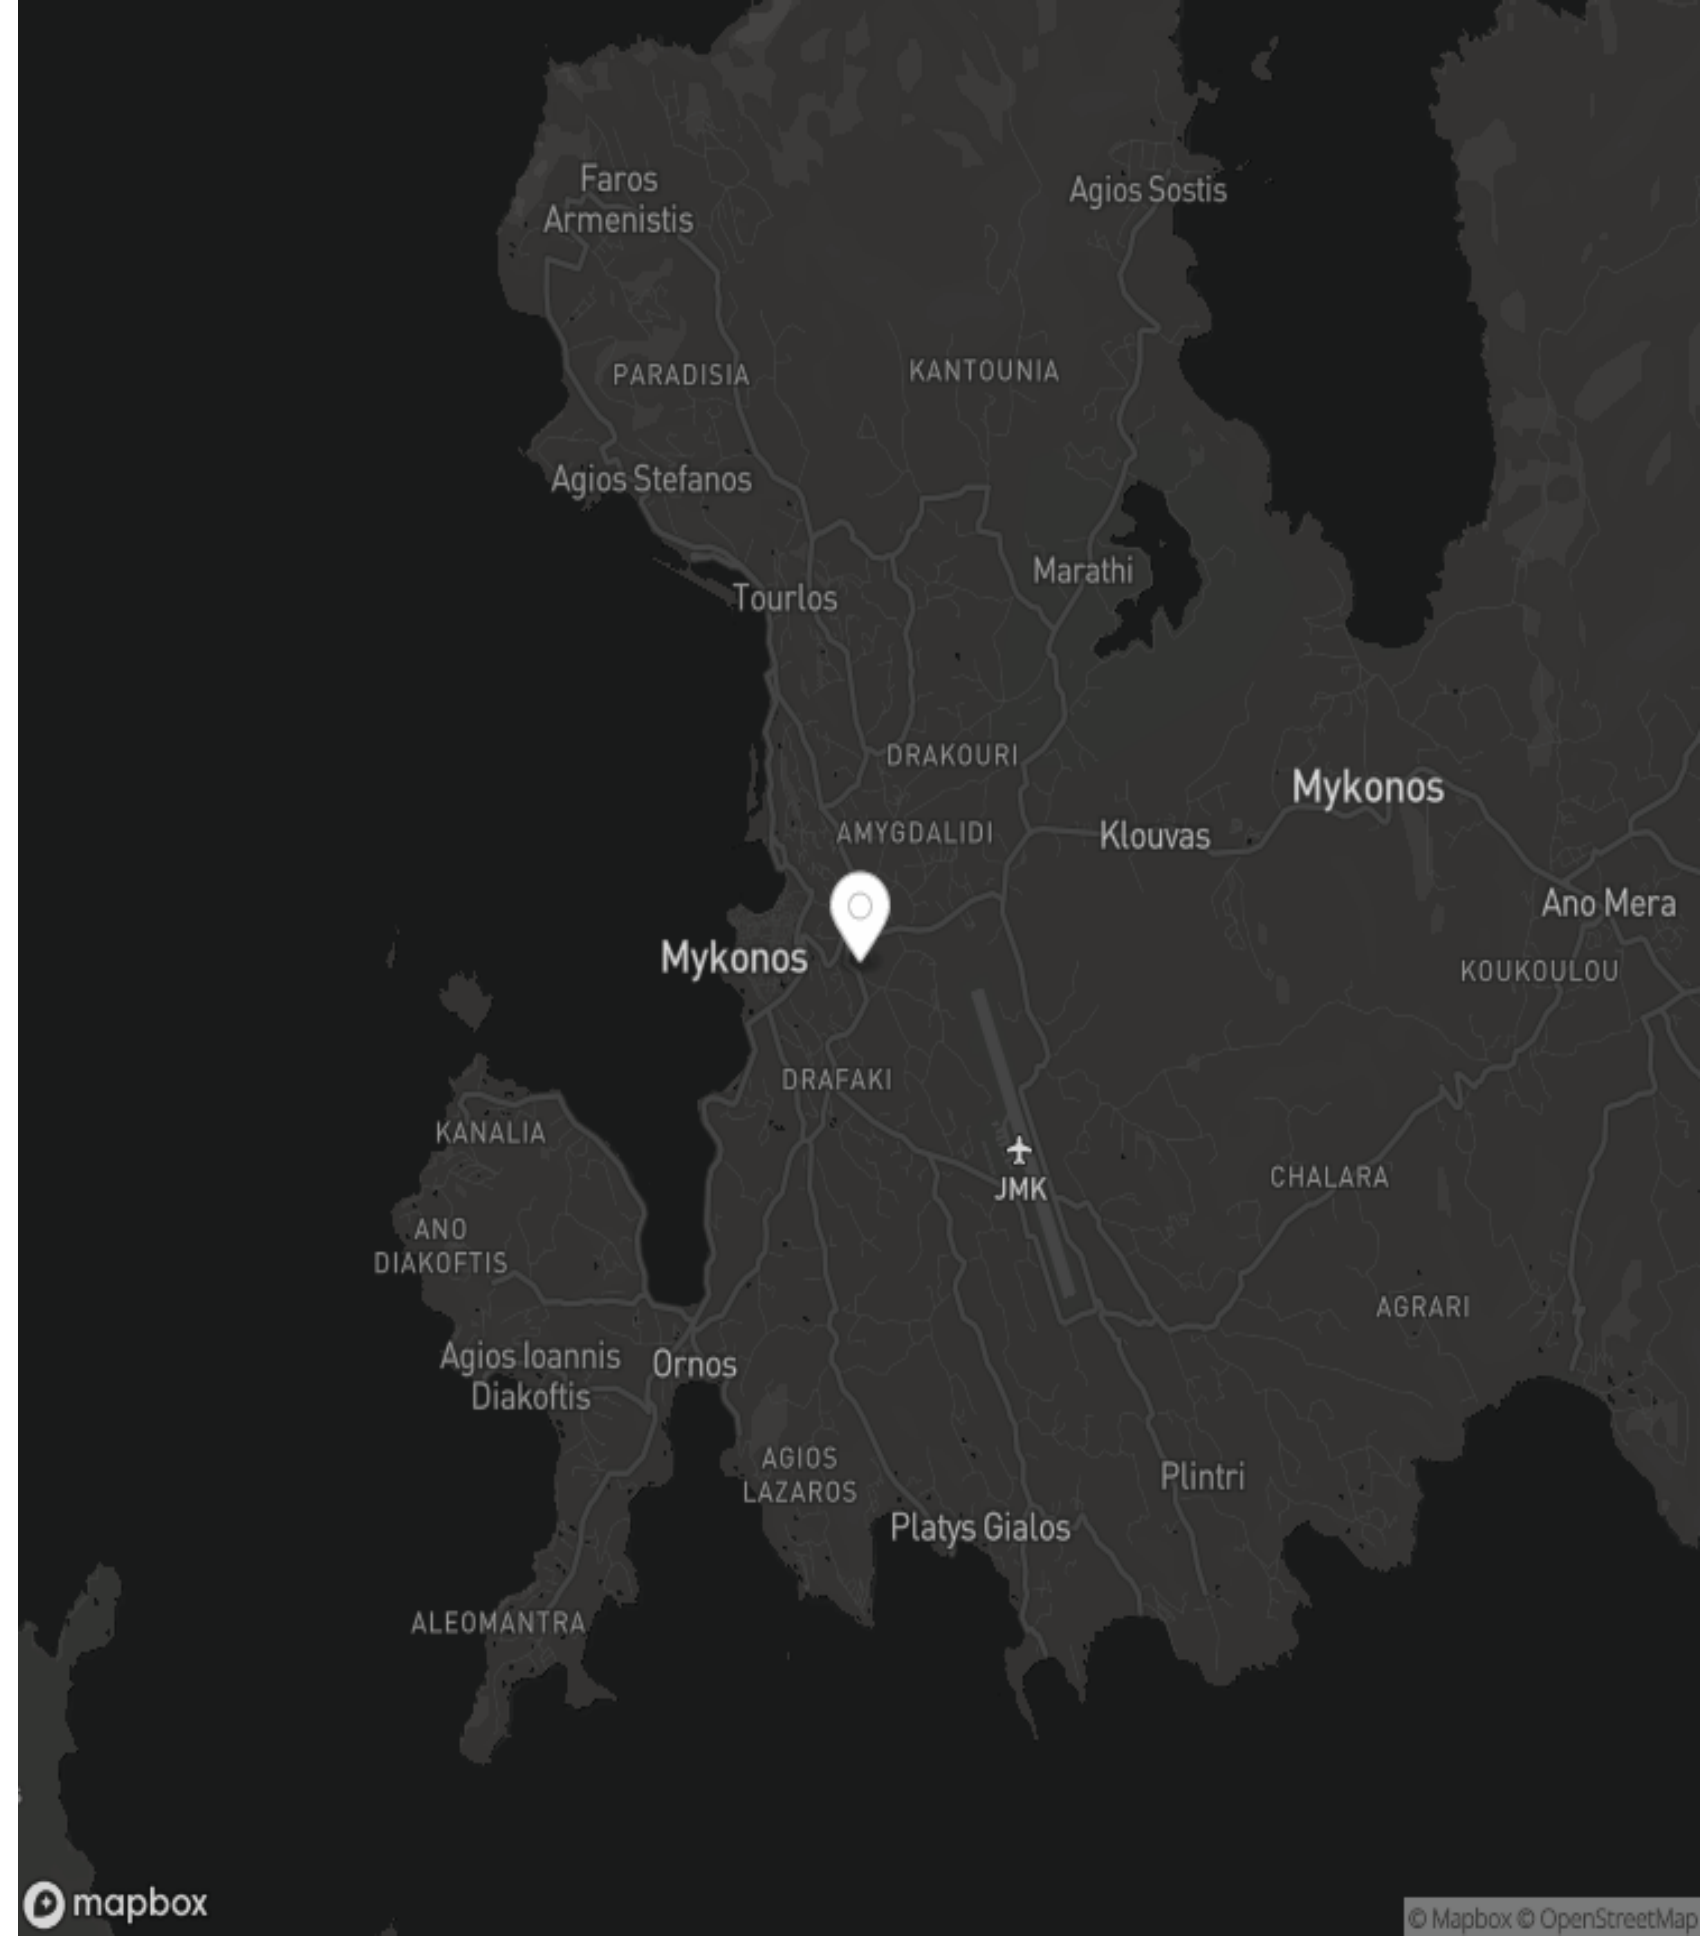 Faros
Armenistis
Agios Sostis
PARADISIA
KANTOUNIA
Agios Stefanos
Marathi
Tourlos
DRAKOURI
Mykonos
AMYGDALIDI
Klouvas
Ano Mera
Mykonos
KOUKOULOU
DRAFAKI
KANALIA
JMK
CHALARA
ANO
DIAKOFTIS
AGRARI
Agios Ioannis
Diakoftis
Ornos
AGIOS
LAZAROS
Plintri
Platys Gialos
ALEOMANTRA
mapbox
© Mapbox © OpenStreetMap